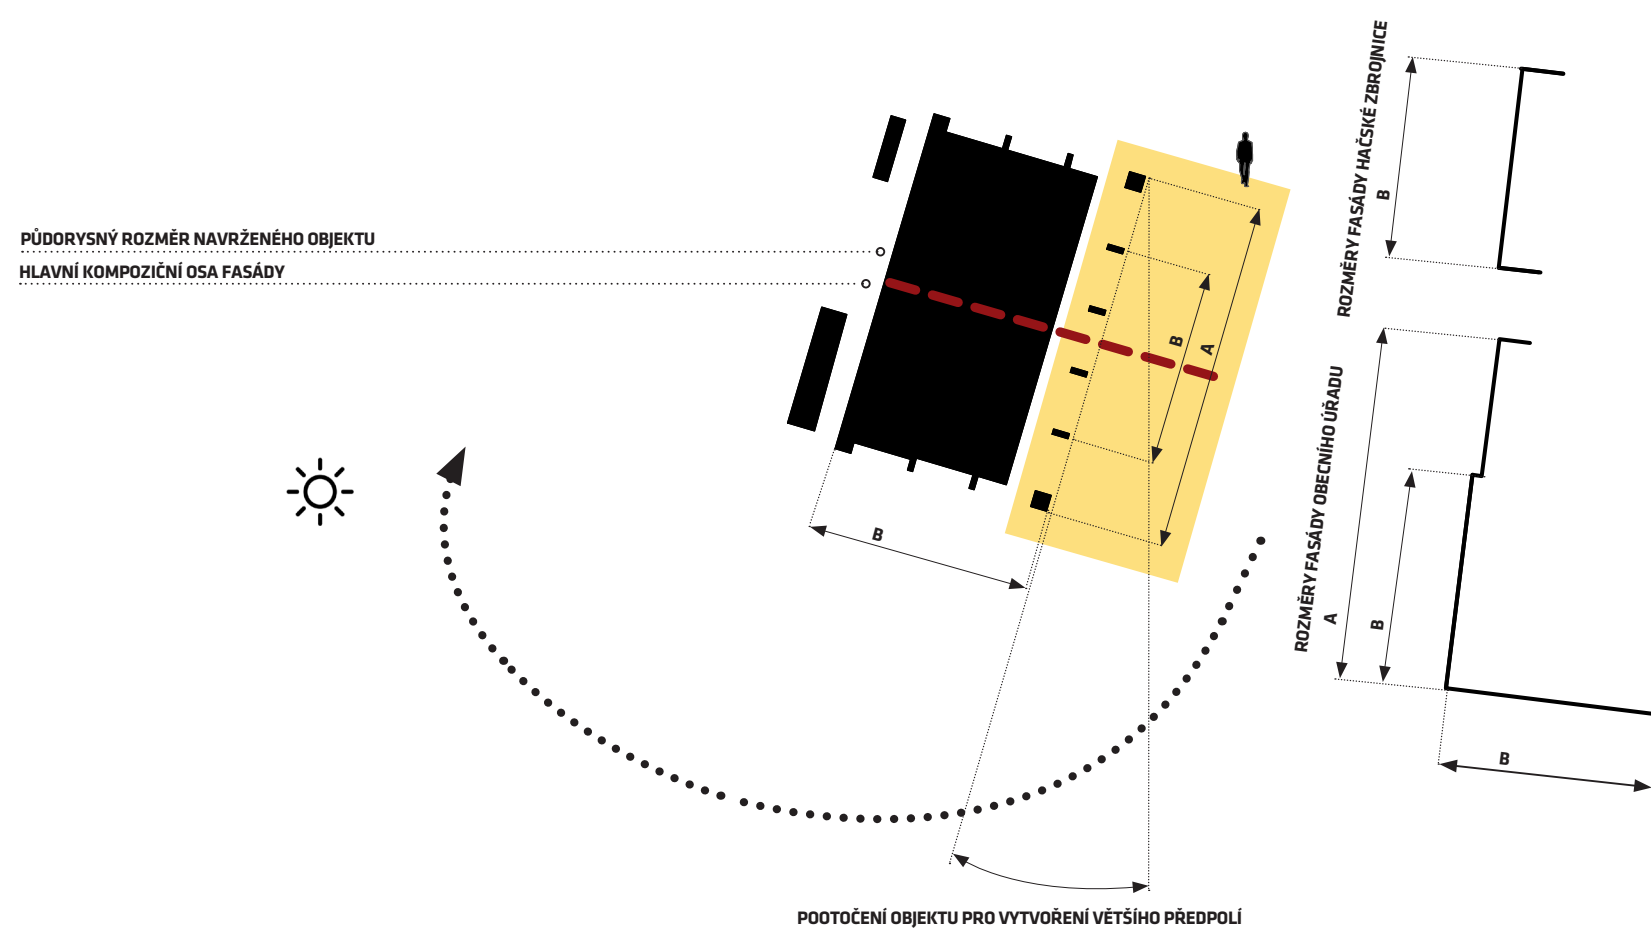 PŮDORYSNÝ ROZMĚR NAVRŽENÉHO OBJEKTU
HLAVNÍ KOMPOZIČNÍ OSA FASÁDY
B
A
B
ROZMĚRY FASÁDY HAČSKÉ ZBROJNICE
B
ROZMĚRY FASÁDY OBECNÍHO ÚŘADU
A
B
B
POOTOČENÍ OBJEKTU PRO VYTVOŘENÍ VĚTŠÍHO PŘEDPOLÍ